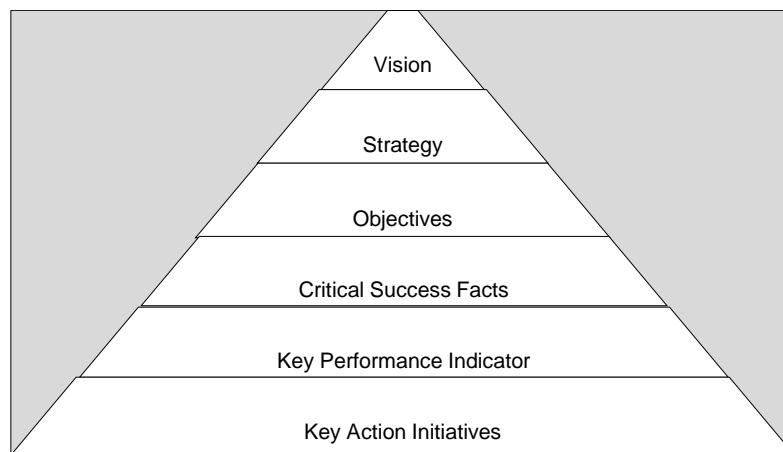 Vision
Strategy
Objectives
Critical Success Facts
Key Performance Indicator
Key Action Initiatives